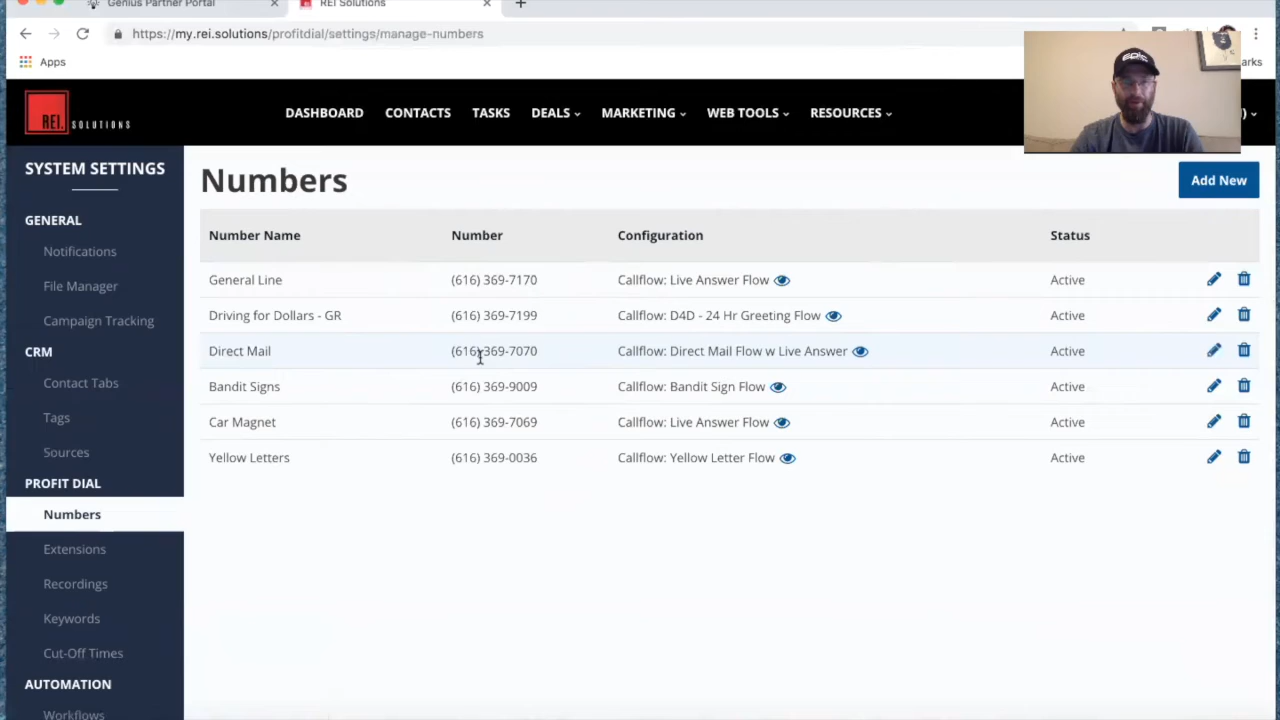 Genius Partner Portal
REI Solutions
https://my.rei.solutions/profitdial/settings/manage-numbers
Apps
REI. SOLUTIONS
DASHBOARD CONTACTS TASKS DEALS MARKETING WEB TOOLS RESOURCES
EPIC
SYSTEM SETTINGS
GENERAL
Notifications
File Manager
Campaign Tracking
CRM
Contact Tabs
Tags
Sources
PROFIT DIAL
Numbers
Extensions
Recordings
Keywords
Cut-Off Times
AUTOMATION
Workflows
Numbers
Add New
Number Name Number Configuration Status
General Line (616) 369-7170 Callflow: Live Answer Flow Active
Driving for Dollars - GR (616) 369-7199 Callflow: D4D - 24 Hr Greeting Flow Active
Direct Mail (616) 369-7070 Callflow: Direct Mail Flow w Live Answer Active
Bandit Signs (616) 369-9009 Callflow: Bandit Sign Flow Active
Car Magnet (616) 369-7069 Callflow: Live Answer Flow Active
Yellow Letters (616) 369-0036 Callflow: Yellow Letter Flow Active